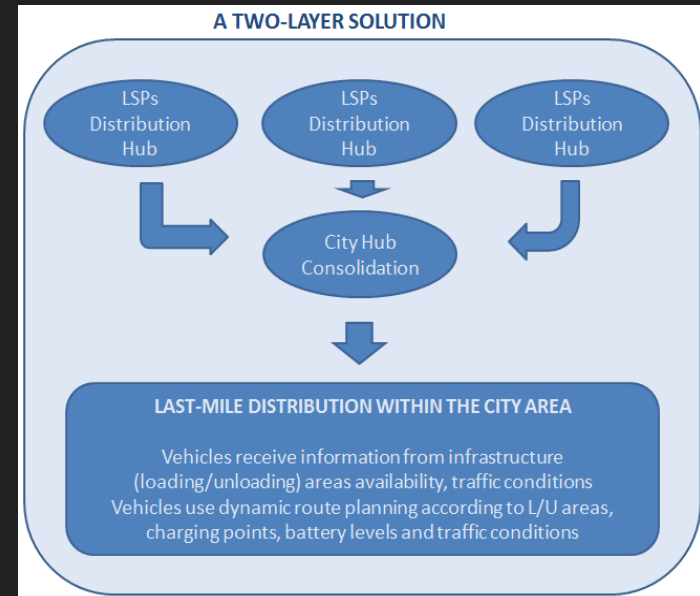 A TWO-LAYER SOLUTION
LSPs
Distribution
Hub
LSPs
Distribution
Hub
LSPs
Distribution
Hub
City Hub
Consolidation
LAST-MILE DISTRIBUTION WITHIN THE CITY AREA
Vehicles receive information from infrastructure
(loading/unloading) areas availability, traffic conditions
Vehicles use dynamic route planning according to L/U areas,
charging points, battery levels and traffic conditions